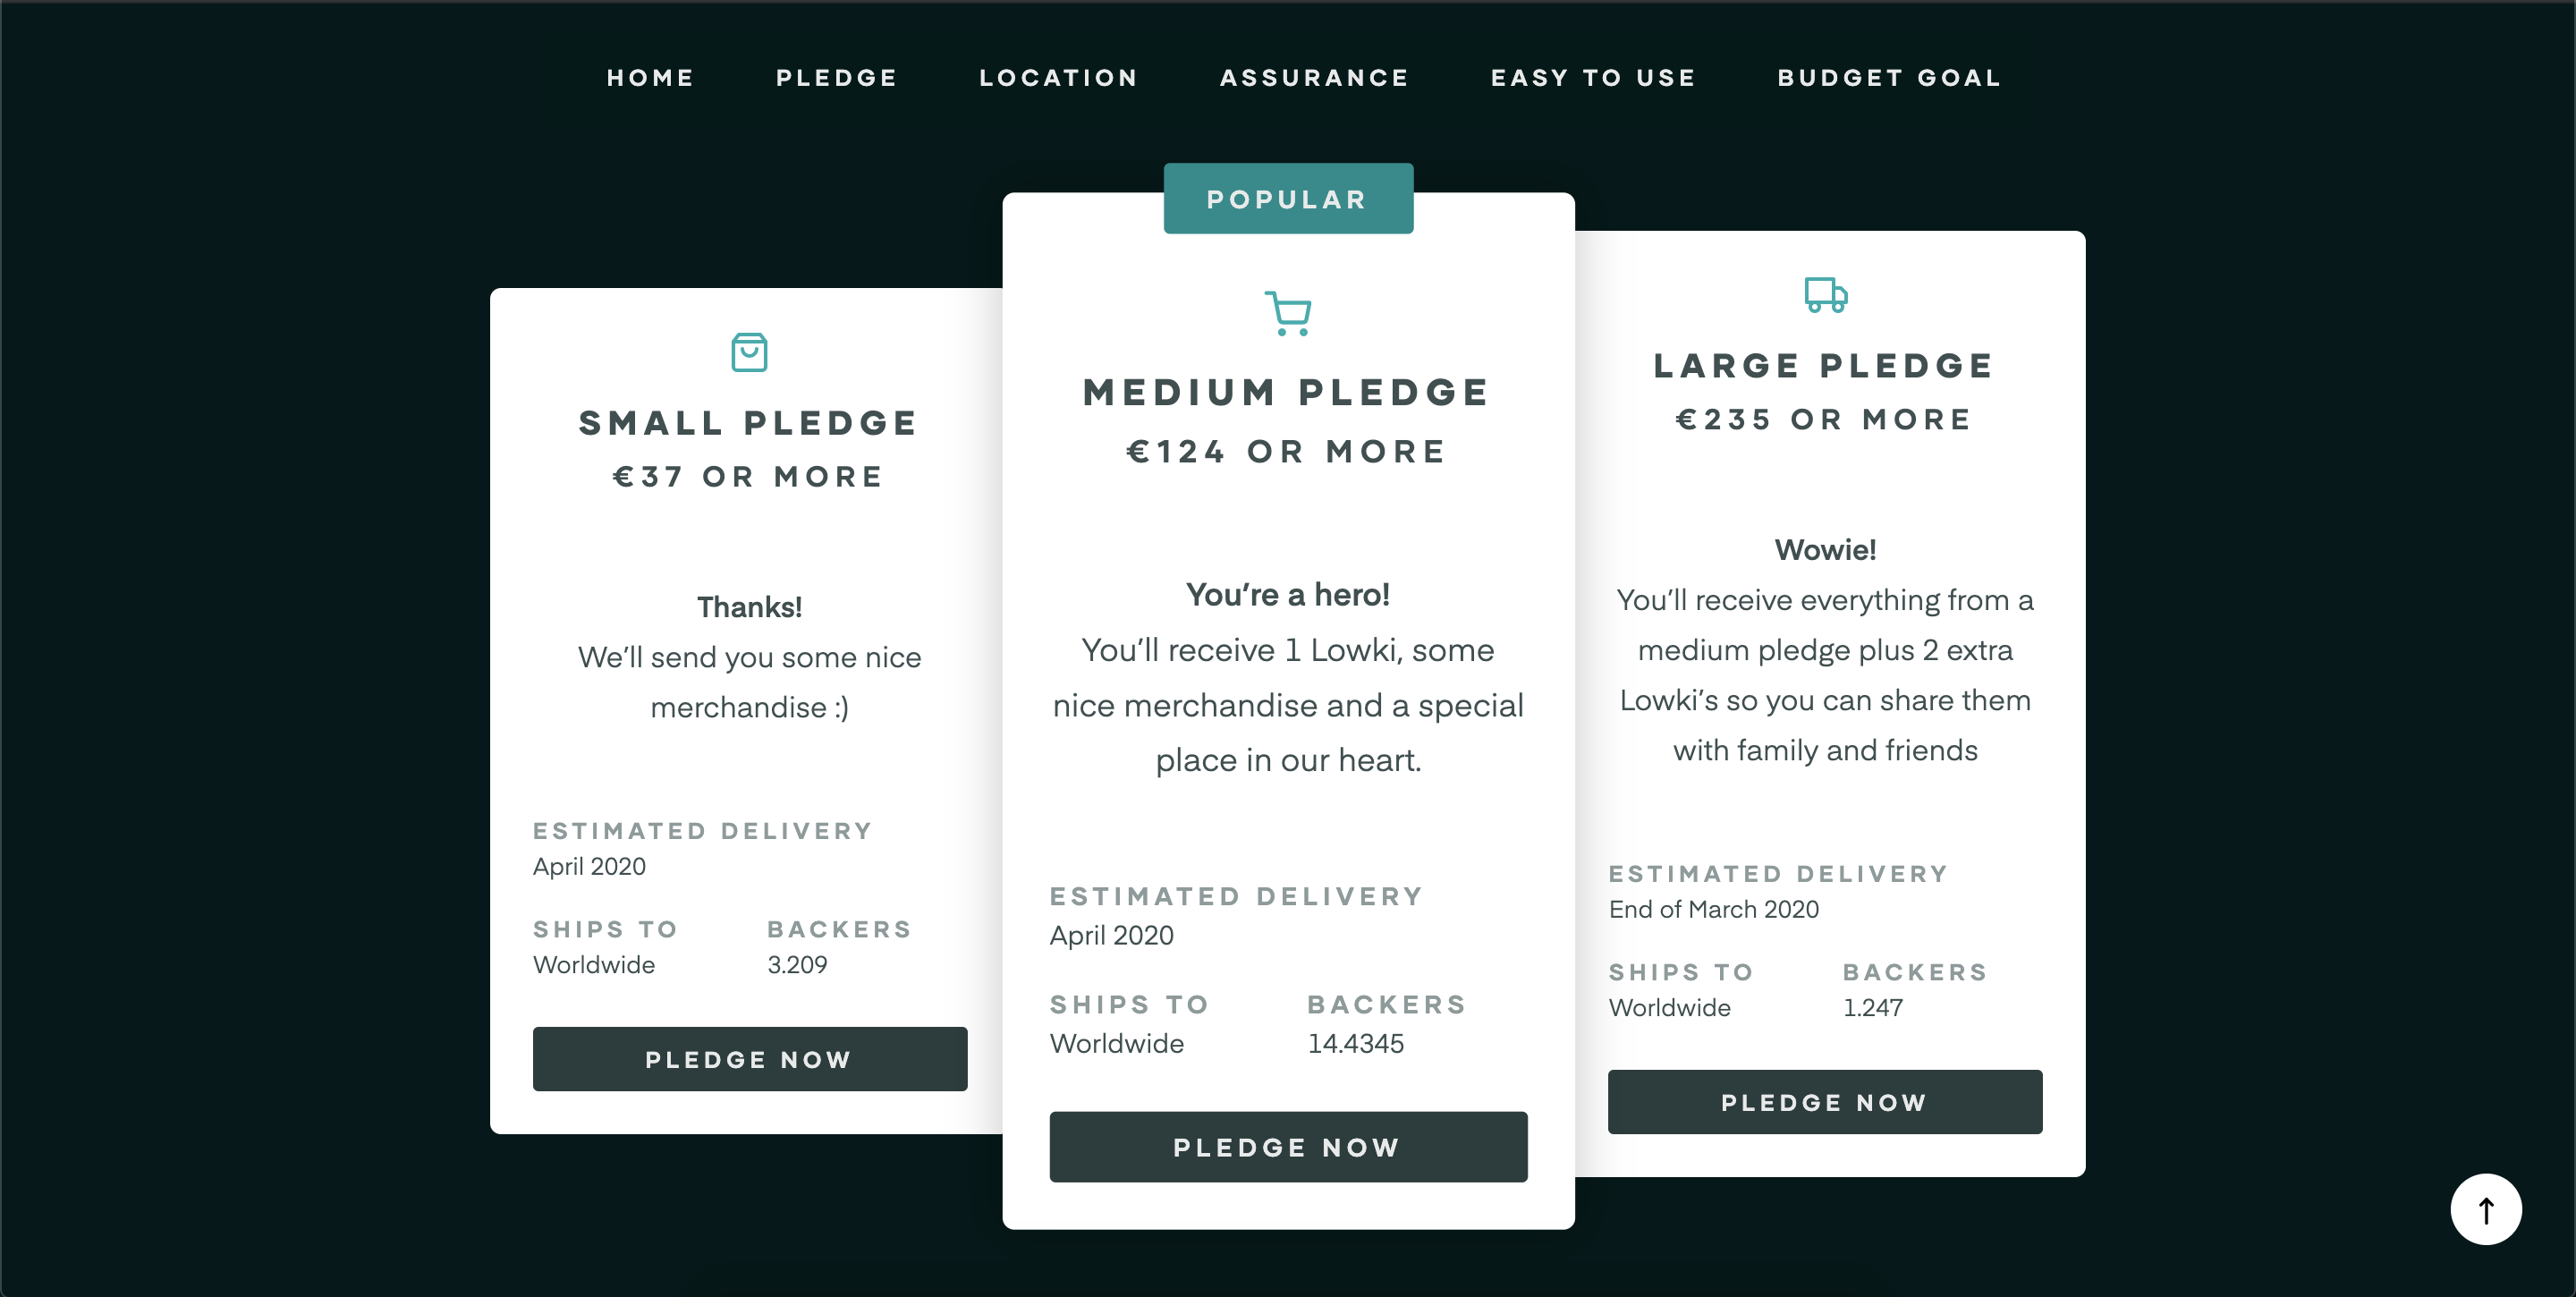 HOME
PLEDGE
LOCATION
ASSURANCE
EASY TO USE
BUDGET GOAL
SMALL PLEDGE
€37 OR MORE
Thanks!
We’ll send you some nice
merchandise :)
ESTIMATED DELIVERY
April 2020
SHIPS TO
Worldwide
BACKERS
3.209
PLEDGE NOW
POPULAR
MEDIUM PLEDGE
€124 OR MORE
You’re a hero!
You’ll receive 1 Lowki, some
nice merchandise and a special
place in our heart.
ESTIMATED DELIVERY
April 2020
SHIPS TO
Worldwide
BACKERS
14.4345
PLEDGE NOW
LARGE PLEDGE
€235 OR MORE
Wowie!
You’ll receive everything from a
medium pledge plus 2 extra
Lowki’s so you can share them
with family and friends
ESTIMATED DELIVERY
End of March 2020
SHIPS TO
Worldwide
BACKERS
1.247
PLEDGE NOW